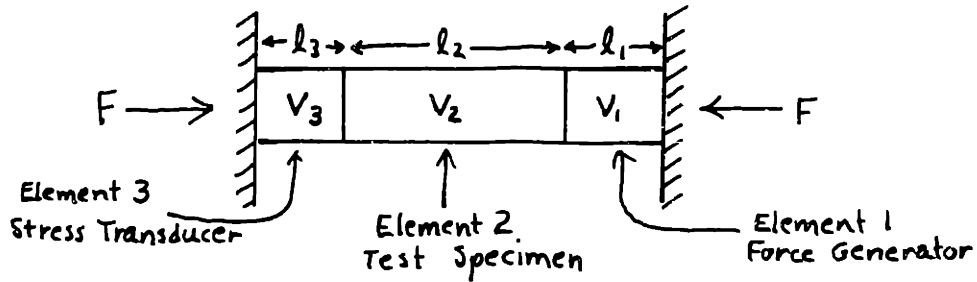 l₃ l₂ l₁
F V₃ V₂ V₁ F
Element 3
Stress Transducer
Element 2
Test Specimen
Element 1
Force Generator